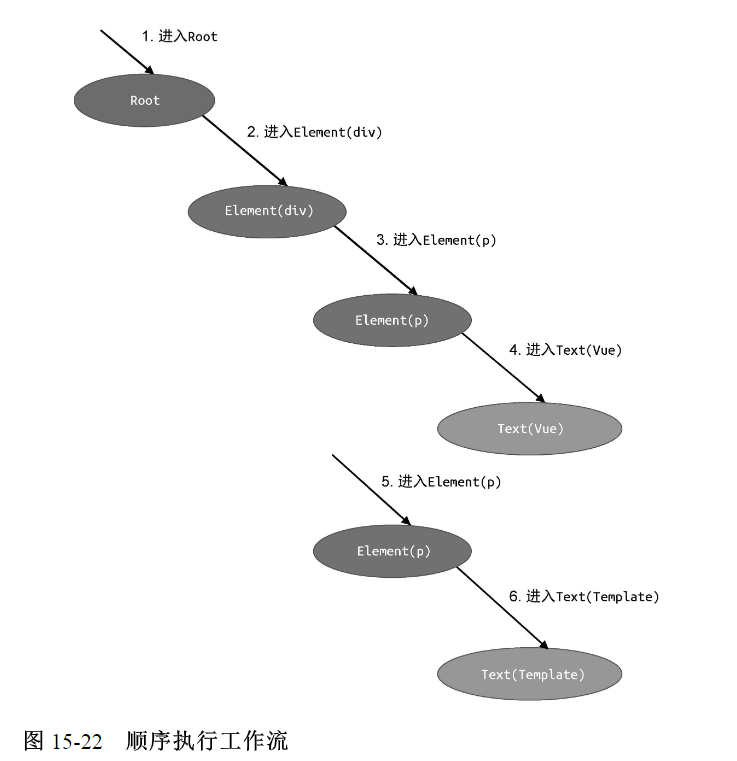 1. 进入Root
Root
2. 进入Element(div)
Element(div)
3. 进入Element(p)
Element(p)
4. 进入Text(Vue)
Text(Vue)
5. 进入Element(p)
Element(p)
6. 进入Text(Template)
Text(Template)
图 15-22 顺序执行工作流